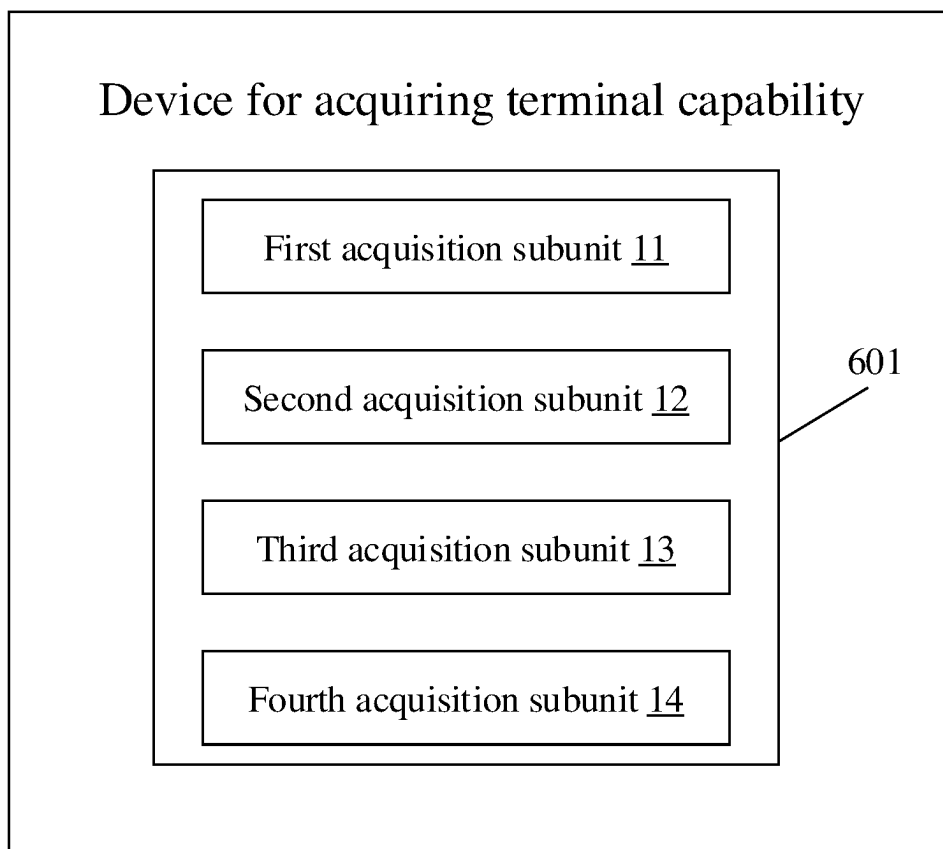 Device for acquiring terminal capability
First acquisition subunit 11
601
Second acquisition subunit 12
Third acquisition subunit 13
Fourth acquisition subunit 14